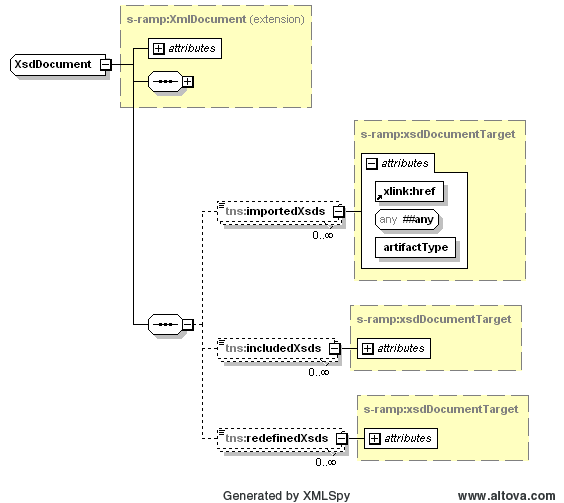 s-ramp:XmlDocument (extension)
attributes
XsdDocument
s-ramp:xsdDocumentTarget
attributes
xlink:href
tns:importedXsds
any ##any
0..∞
artifactType
s-ramp:xsdDocumentTarget
tns:includedXsds
attributes
0..∞
s-ramp:xsdDocumentTarget
tns:redefinedXsds
attributes
0..∞
Generated by XMLSpy
www.altova.com